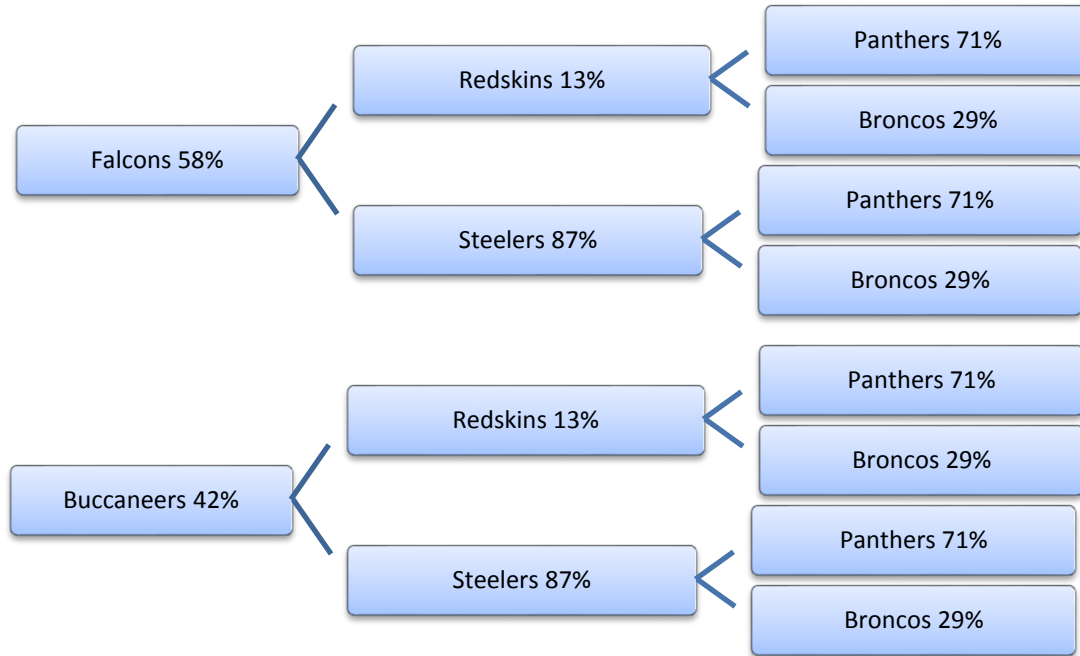 Falcons 58%
Redskins 13%
Panthers 71%
Broncos 29%
Steelers 87%
Panthers 71%
Broncos 29%
Buccaneers 42%
Redskins 13%
Panthers 71%
Broncos 29%
Steelers 87%
Panthers 71%
Broncos 29%